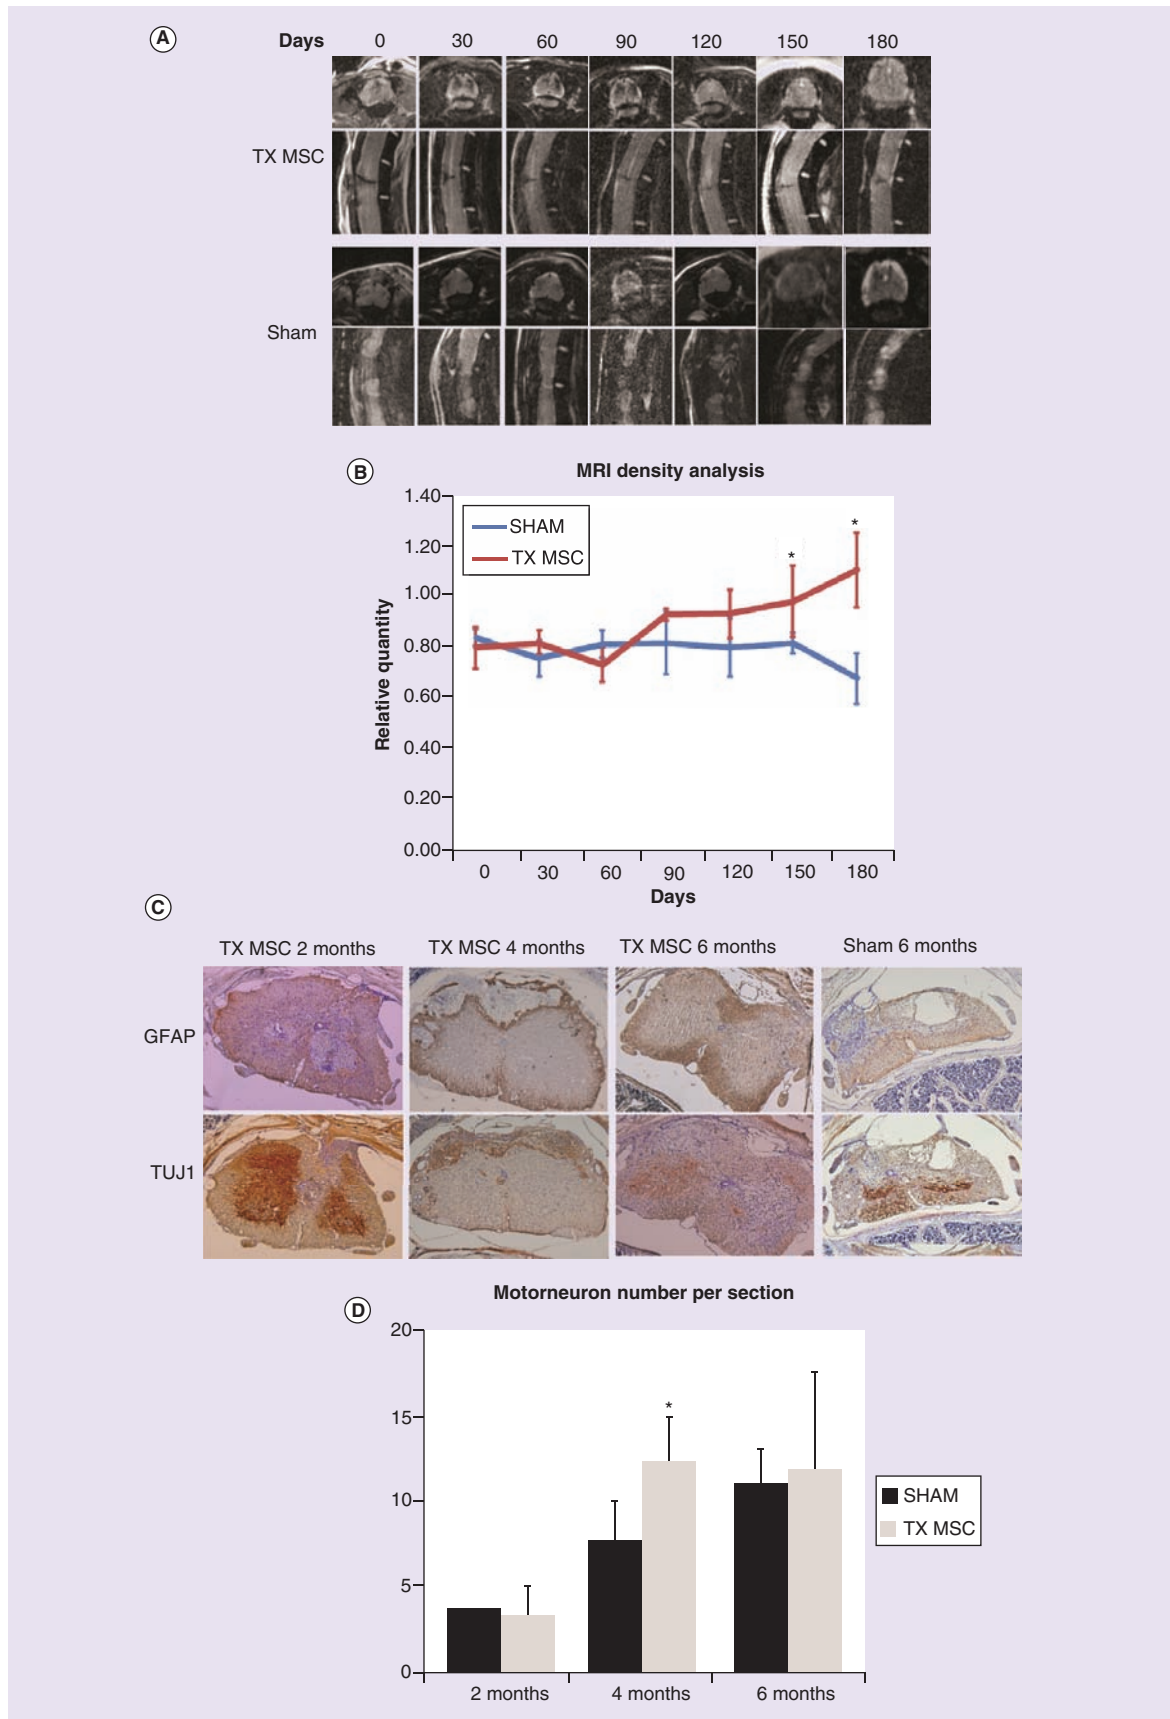 A
Days 0 30 60 90 120 150 180
TX MSC
Sham
B
MRI density analysis
1.40
1.20
1.00
0.80
0.60
0.40
0.20
0.00
Relative quantity
SHAM
TX MSC
*
*
0 30 60 90 120 150 180
Days
C
TX MSC 2 months TX MSC 4 months TX MSC 6 months Sham 6 months
GFAP
TUJ1
D
Motorneuron number per section
20
15
10
5
0
*
SHAM
TX MSC
2 months 4 months 6 months